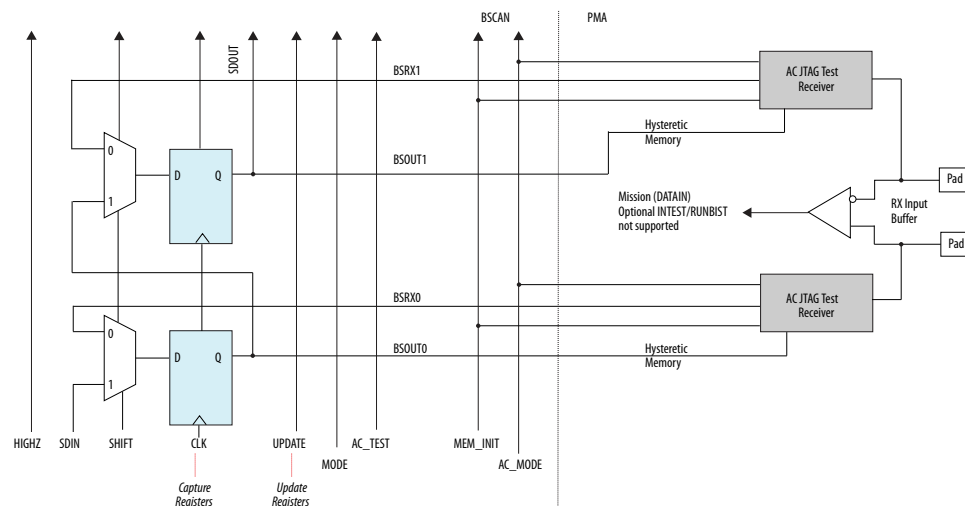 BSCAN
PMA
SDOUT
BSRX1
AC JTAG Test
Receiver
0
Hysteretic
Memory
D
Q
BSOUT1
Pad
1
Mission (DATAIN)
Optional INTEST/RUNBIST
not supported
RX Input
Buffer
Pad
BSRX0
AC JTAG Test
Receiver
0
D
Q
BSOUT0
Hysteretic
Memory
1
HIGHZ
SDIN
SHIFT
CLK
UPDATE
AC_TEST
MEM_INIT
MODE
AC_MODE
Capture
Registers
Update
Registers